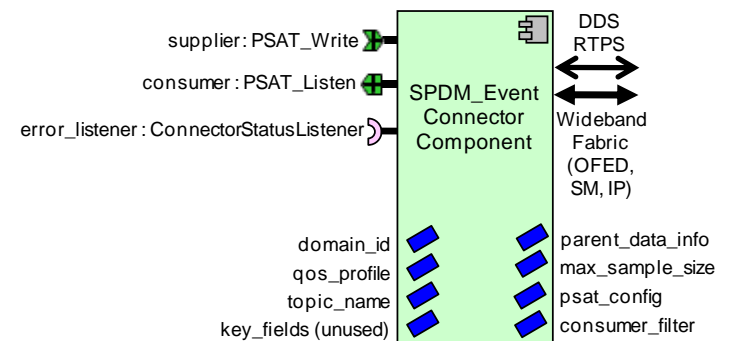 supplier: PSAT_Write
consumer: PSAT_Listen
error_listener: ConnectorStatusListener
SPDM_Event
Connector
Component
DDS
RTPS
Wideband
Fabric
(OFED,
SM, IP)
domain_id
qos_profile
topic_name
key_fields (unused)
parent_data_info
max_sample_size
psat_config
consumer_filter